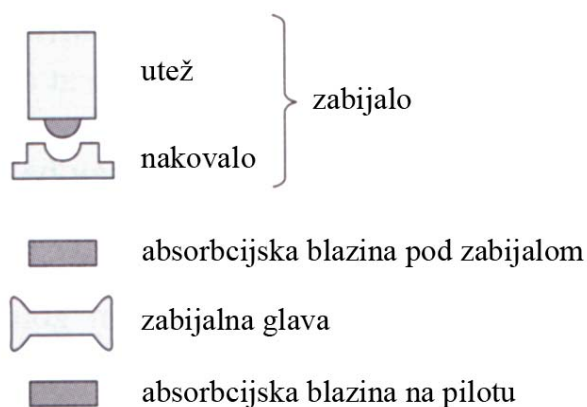 utež
zabijalo
nakovalo
absorbcijska blazina pod zabijalom
zabijalna glava
absorbcijska blazina na pilotu